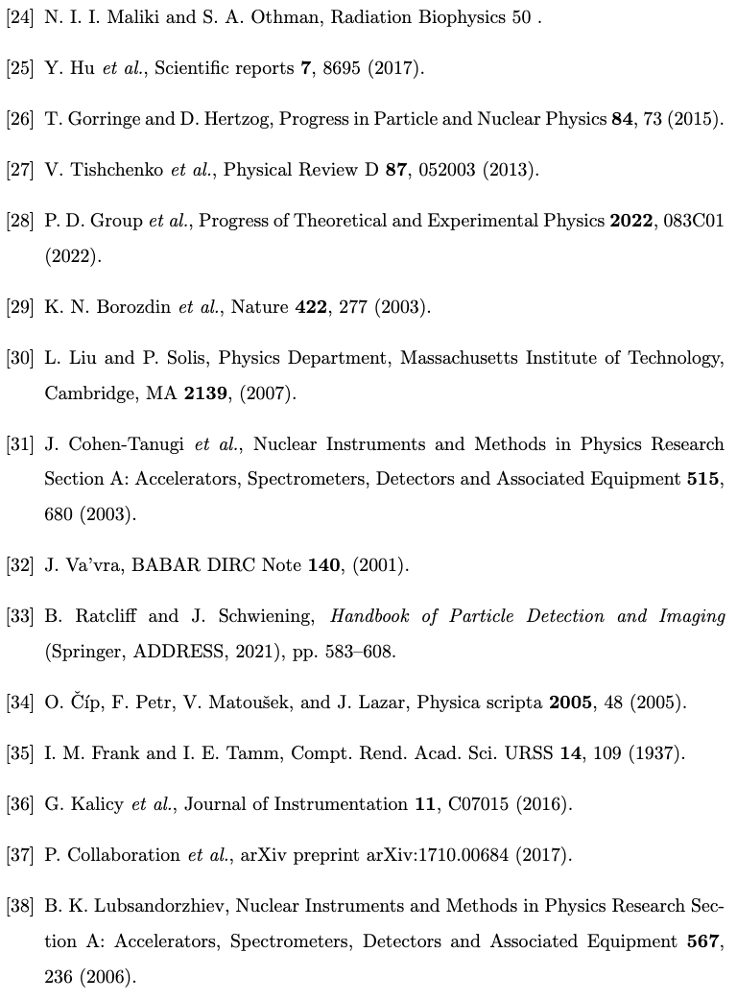 [24] N. I. I. Maliki and S. A. Othman, Radiation Biophysics 50 .
[25] Y. Hu et al., Scientific reports 7, 8695 (2017).
[26] T. Gorringe and D. Hertzog, Progress in Particle and Nuclear Physics 84, 73 (2015).
[27] V. Tishchenko et al., Physical Review D 87, 052003 (2013).
[28] P. D. Group et al., Progress of Theoretical and Experimental Physics 2022, 083C01
(2022).
[29] K. N. Borozdin et al., Nature 422, 277 (2003).
[30] L. Liu and P. Solis, Physics Department, Massachusetts Institute of Technology,
Cambridge, MA 2139, (2007).
[31] J. Cohen-Tanugi et al., Nuclear Instruments and Methods in Physics Research
Section A: Accelerators, Spectrometers, Detectors and Associated Equipment 515,
680 (2003).
[32] J. Va'vra, BABAR DIRC Note 140, (2001).
[33] B. Ratcliff and J. Schwiening, Handbook of Particle Detection and Imaging
(Springer, ADDRESS, 2021), pp. 583–608.
[34] O. Číp, F. Petr, V. Matoušek, and J. Lazar, Physica scripta 2005, 48 (2005).
[35] I. M. Frank and I. E. Tamm, Compt. Rend. Acad. Sci. URSS 14, 109 (1937).
[36] G. Kalicy et al., Journal of Instrumentation 11, C07015 (2016).
[37] P. Collaboration et al., arXiv preprint arXiv:1710.00684 (2017).
[38] B. K. Lubsandorzhiev, Nuclear Instruments and Methods in Physics Research Sec-
tion A: Accelerators, Spectrometers, Detectors and Associated Equipment 567,
236 (2006).